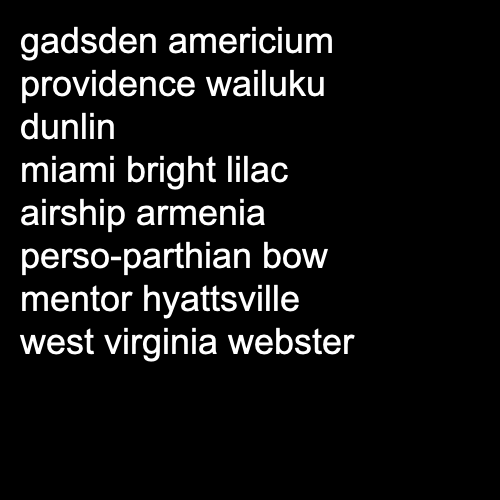 gadsden americium
providence wailuku
dunlin
miami bright lilac
airship armenia
perso-parthian bow
mentor hyattsville
west virginia webster